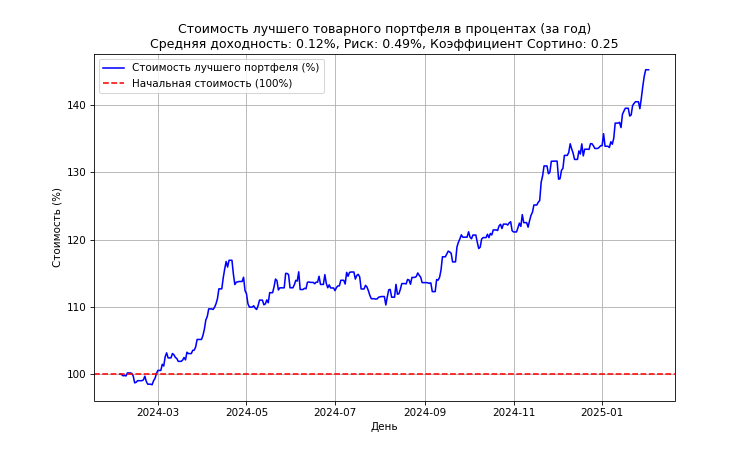 Стоимость лучшего товарного портфеля в процентах (за год)
Средняя доходность: 0.12%, Риск: 0.49%, Коэффициент Сортино: 0.25
Стоимость лучшего портфеля (%)
Начальная стоимость (100%)
Стоимость (%)
140
130
120
110
100
2024-03
2024-05
2024-07
2024-09
2024-11
2025-01
День